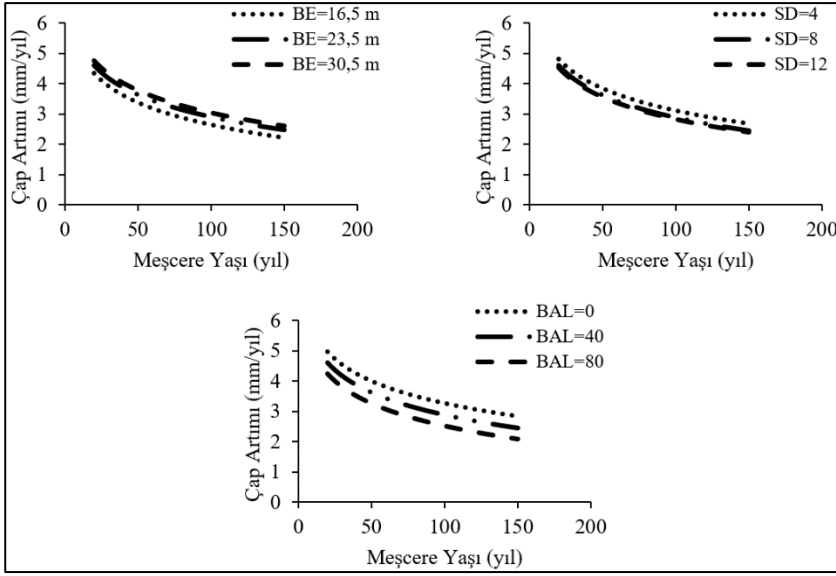 BE=16,5 m
BE=23,5 m
BE=30,5 m
Çap Artımı (mm/yıl)
6
5
4
3
2
1
0
0 50 100 150 200
Meşcere Yaşı (yıl)
SD=4
SD=8
SD=12
Çap Artımı (mm/yıl)
6
5
4
3
2
1
0
0 50 100 150 200
Meşcere Yaşı (yıl)
BAL=0
BAL=40
BAL=80
Çap Artımı (mm/yıl)
6
5
4
3
2
1
0
0 50 100 150 200
Meşcere Yaşı (yıl)